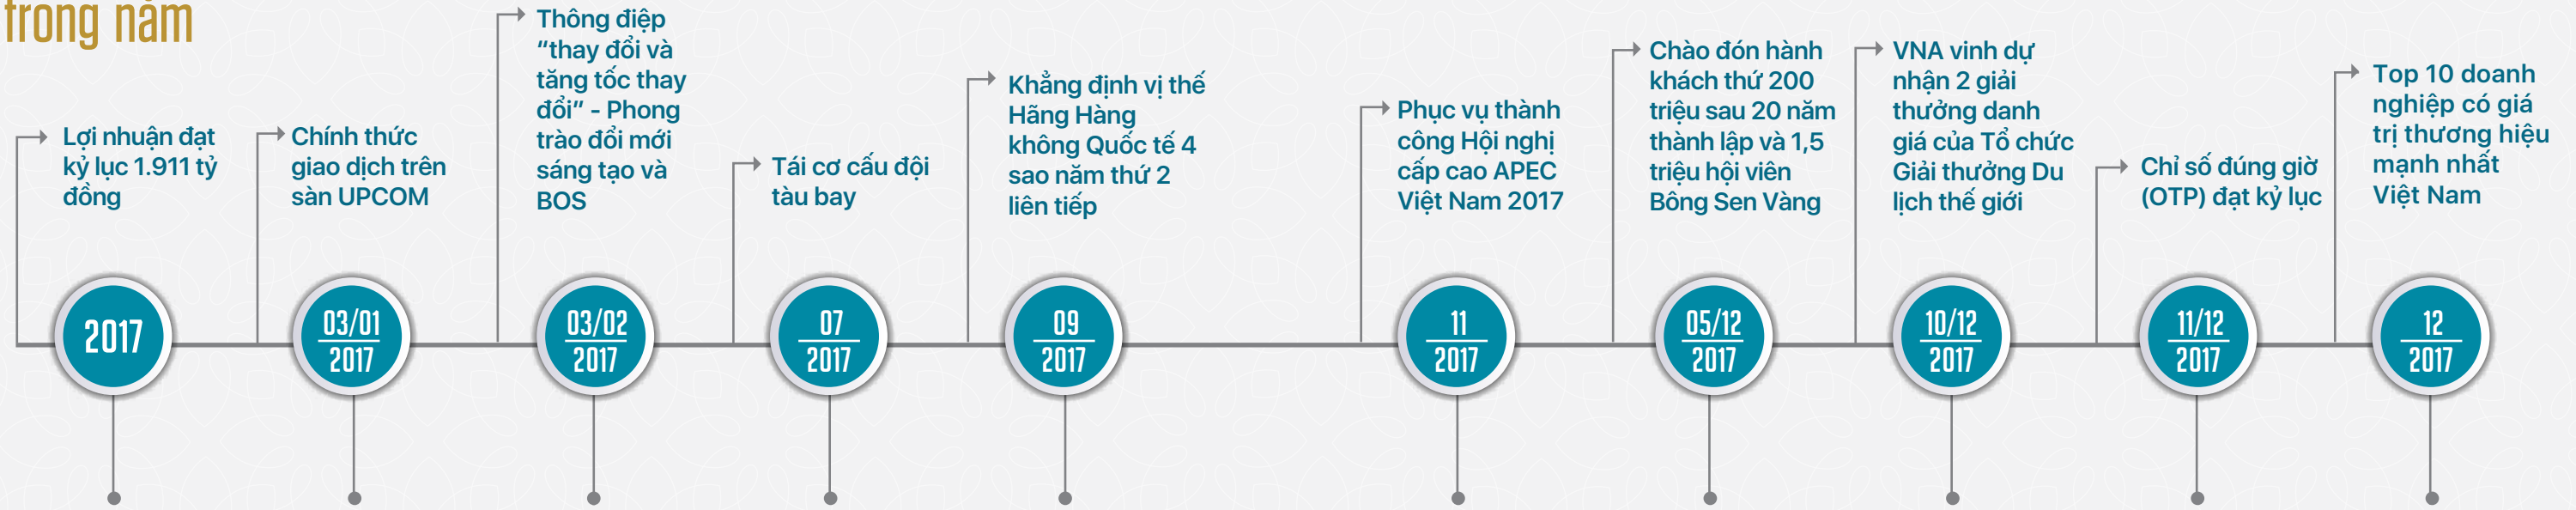 trong năm
Lợi nhuận đạt
kỷ lục 1.911 tỷ
đồng
2017
Chính thức
giao dịch trên
sàn UPCOM
03/01
2017
Thông điệp
“thay đổi và
tăng tốc thay
đổi” - Phong
trào đổi mới
sáng tạo và
BOS
03/02
2017
Tái cơ cấu đội
tàu bay
07
2017
Khẳng định vị thế
Hãng Hàng
không Quốc tế 4
sao năm thứ 2
liên tiếp
09
2017
Phục vụ thành
công Hội nghị
cấp cao APEC
Việt Nam 2017
11
2017
Chào đón hành
khách thứ 200
triệu sau 20 năm
thành lập và 1,5
triệu hội viên
Bông Sen Vàng
05/12
2017
VNA vinh dự
nhận 2 giải
thưởng danh
giá của Tổ chức
Giải thưởng Du
lịch thế giới
10/12
2017
Chỉ số đúng giờ
(OTP) đạt kỷ lục
11/12
2017
Top 10 doanh
nghiệp có giá
trị thương hiệu
mạnh nhất
Việt Nam
12
2017